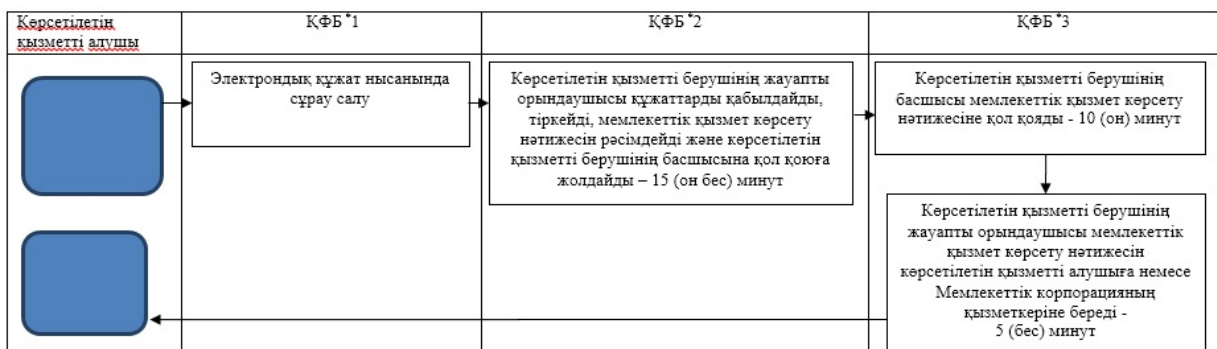 Көрсетілетін
қызметті алушы
ҚФБ *1
ҚФБ *2
ҚФБ *3
Электрондық құжат нысанында
сұрау салу
Көрсетілетін қызметті берушінің жауапты
орындаушысы құжаттарды қабылдайды,
тіркейді, мемлекеттік қызмет көрсету
нәтижесін рәсімдейді және көрсетілетін
қызметті берушінің басшысына қол қоюға
жолдайды – 15 (он бес) минут
Көрсетілетін қызметті берушінің
басшысы мемлекеттік қызмет көрсету
нәтижесіне қол қояды - 10 (он) минут
Көрсетілетін қызметті берушінің
жауапты орындаушысы мемлекеттік
қызмет көрсету нәтижесін
көрсетілетін қызметті алушыға немесе
Мемлекеттік корпорацияның
қызметкеріне береді -
5 (бес) минут